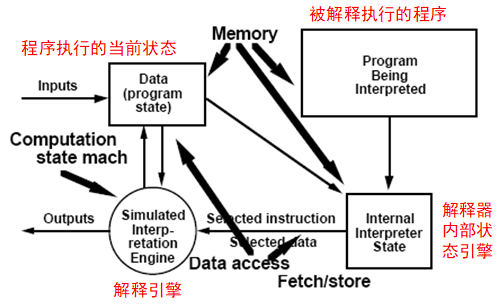 程序执行的当前状态
Memory
被解释执行的程序
Inputs
Data
(program
state)
Program
Being
Interpreted
Computation
state mach
Outputs
Simulated
Interp-
retation
Engine
Selected instruction
Selected data
Internal
Interpreter
State
解释器
内部状
态引擎
Data access
Fetch/store
解释引擎